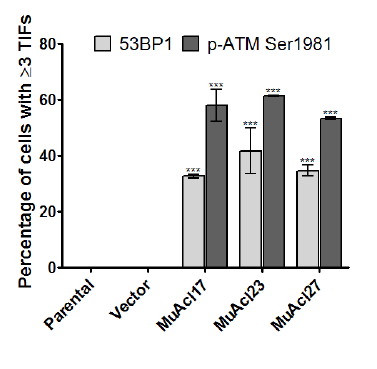 53BP1 p-ATM Ser1981
Percentage of cells with ≥3 TIFs
80
60
40
20
0
***
***
***
***
***
***
Parental
Vector
MuAcl17
MuAcl23
MuAcl27